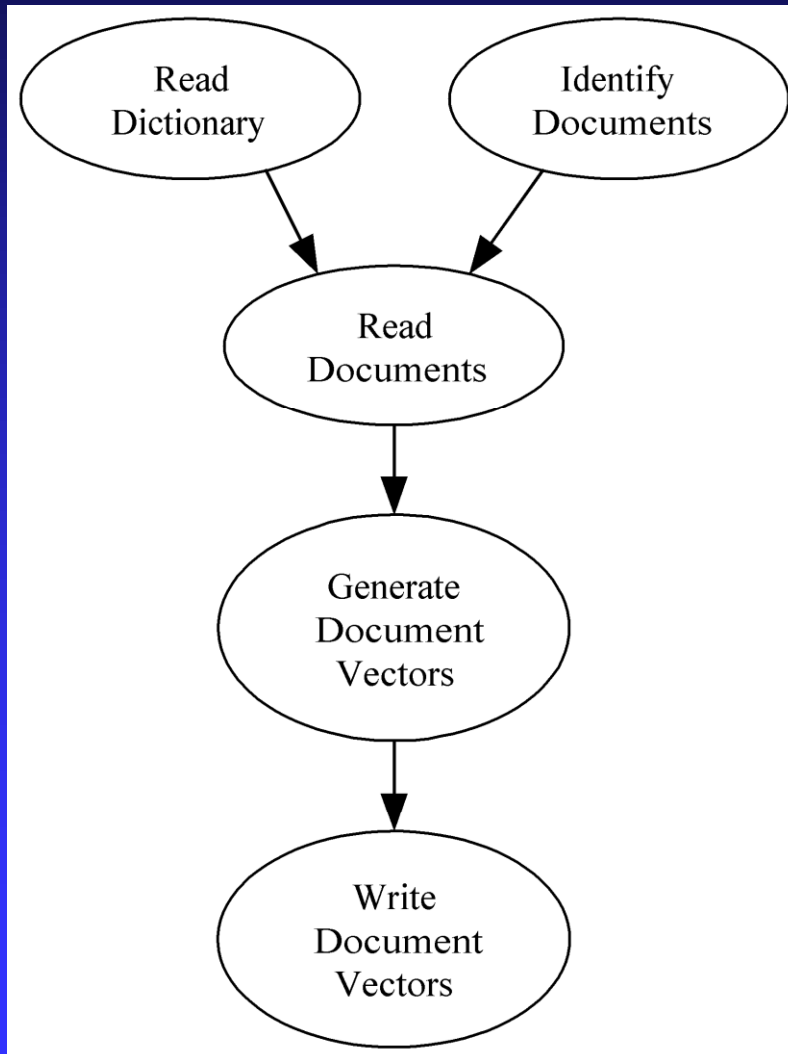 Read
Dictionary
Identify
Documents
Read
Documents
Generate
Document
Vectors
Write
Document
Vectors